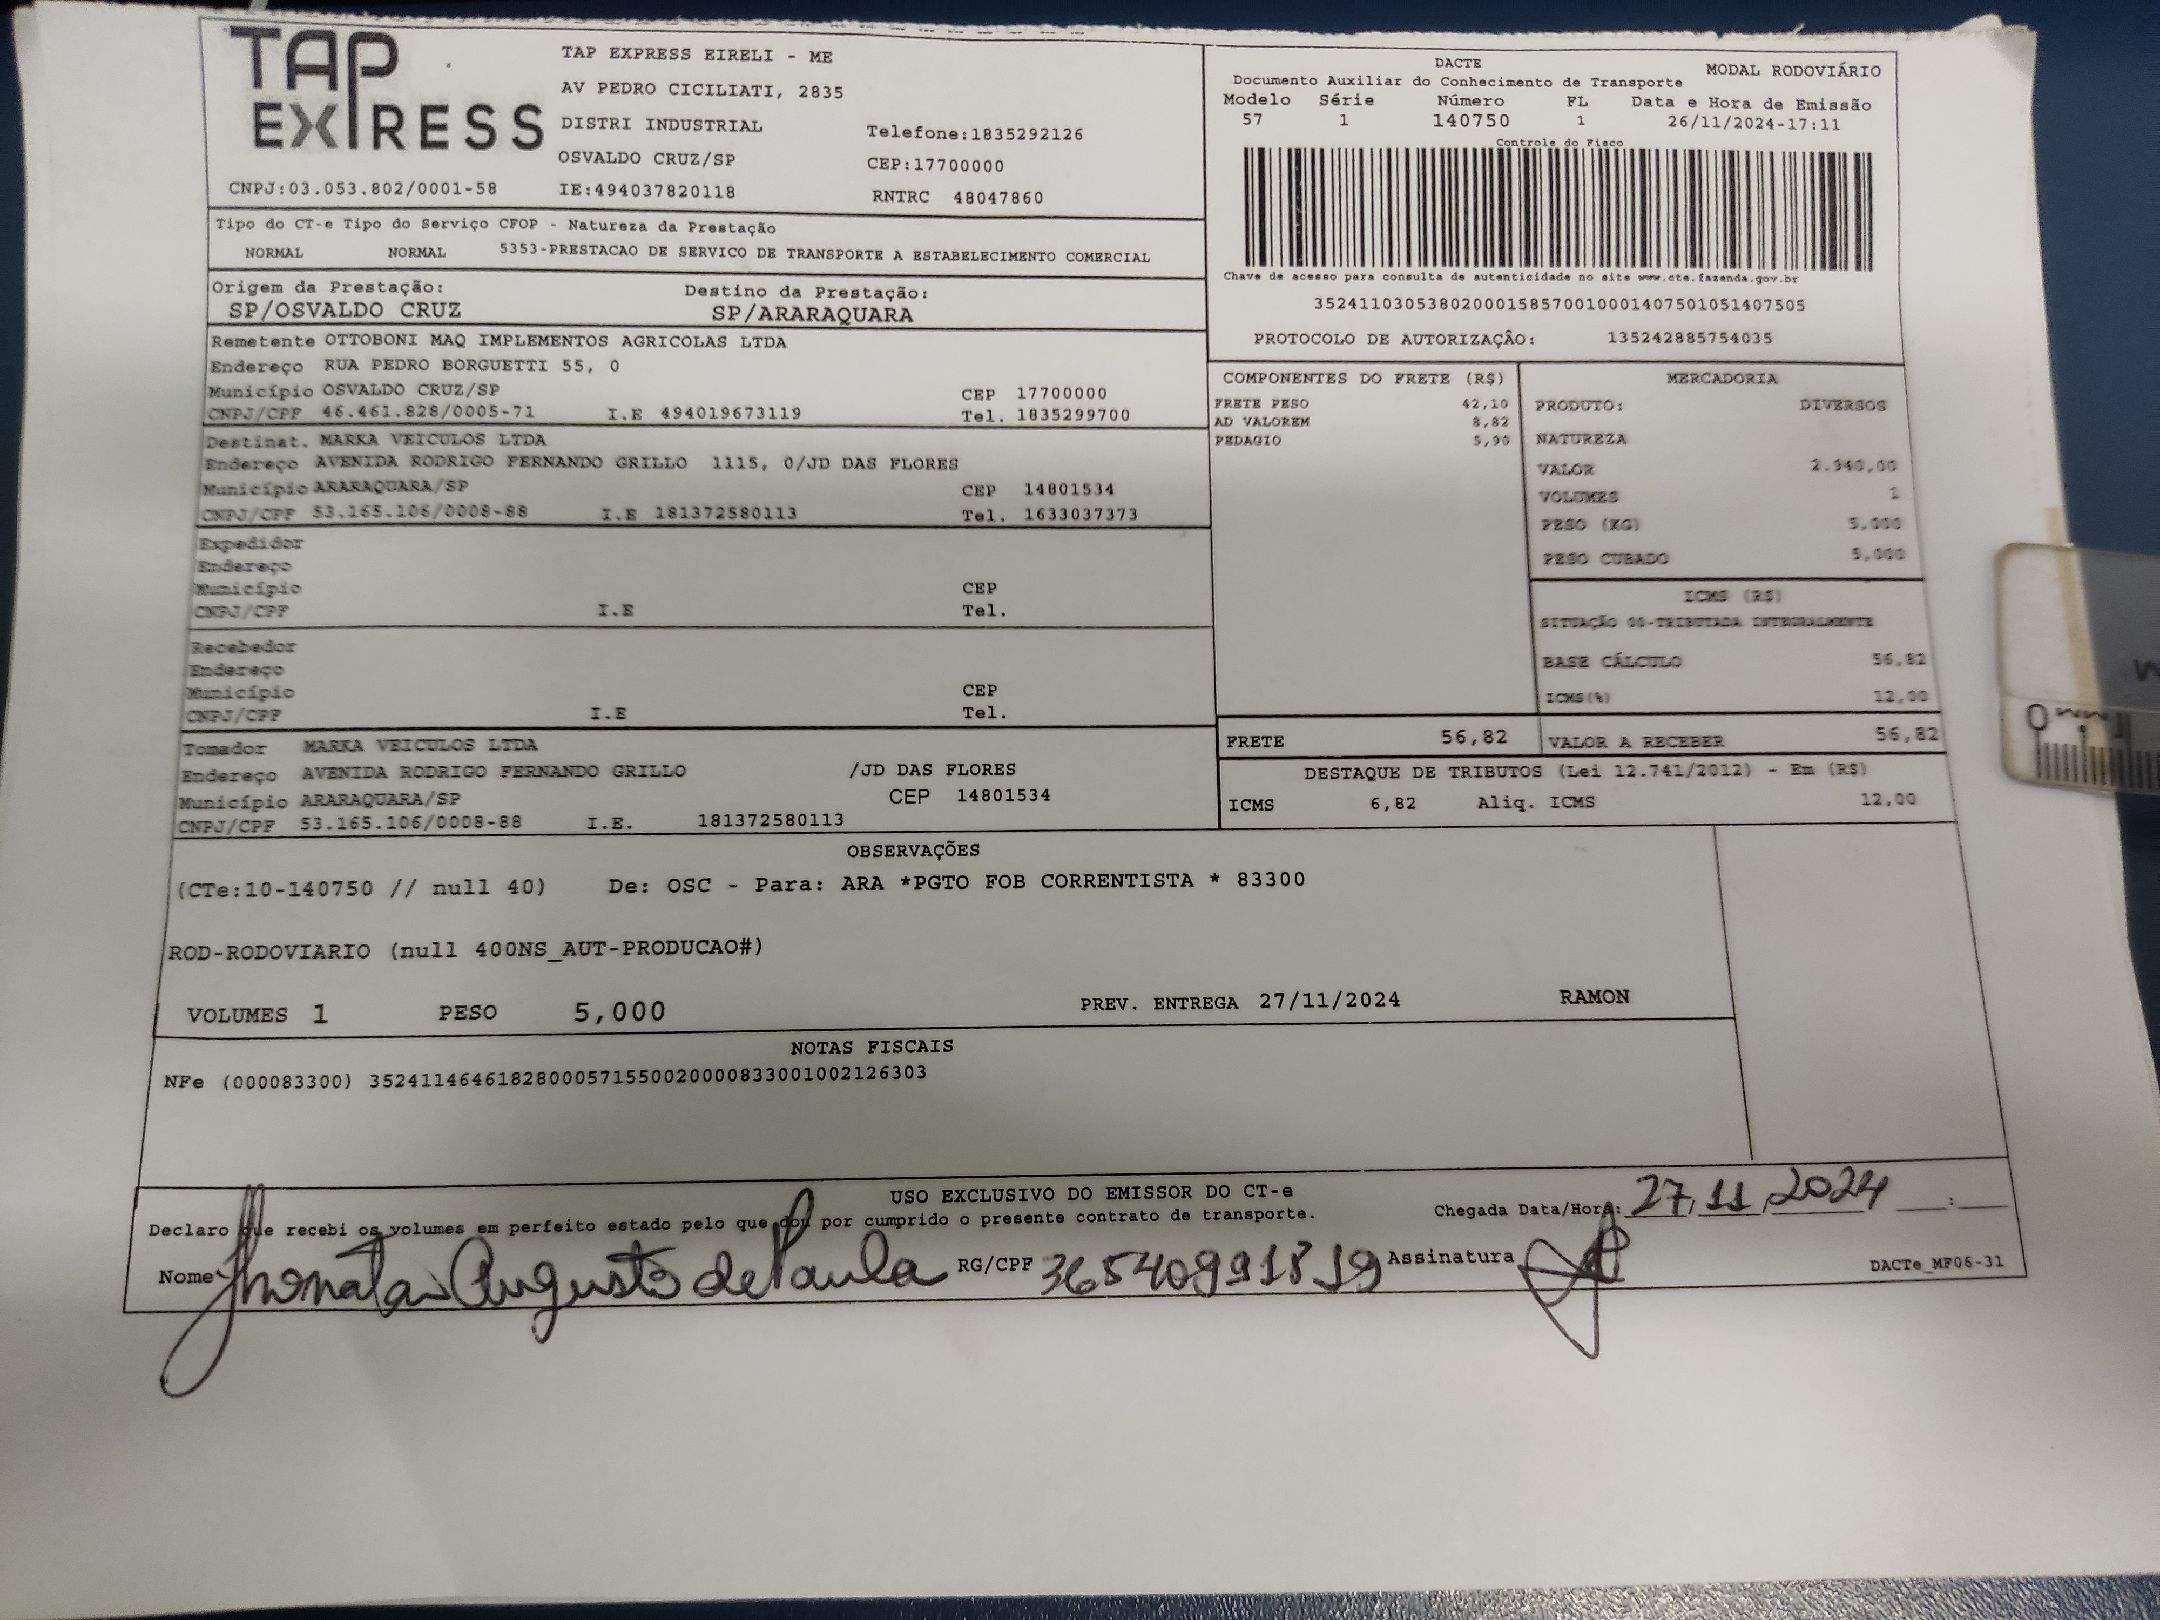 TAP EXPRESS
TAP EXPRESS EIRELI - ME
AV PEDRO CICILIATI, 2835
DISTRI INDUSTRIAL
Telefone:1835292126
OSVALDO CRUZ/SP
CEP:17700000
CNPJ:03.053.802/0001-58 IE:494037820118 RNTRC 48047860
DACTE
Documento Auxiliar do Conhecimento de Transporte MODAL RODOVIÁRIO
Modelo Série Número FL Data e Hora de Emissão
57 1 140750 1 26/11/2024-17:11
Controle do Fisco
Chave de acesso para consulta de autenticidade no site www.cte.fazenda.gov.br
35241103053802000158570010001407501051407505
PROTOCOLO DE AUTORIZAÇÂO: 135242885754035
Tipo do CT-e Tipo do Serviço CFOP - Natureza da Prestação
NORMAL NORMAL 5353-PRESTACAO DE SERVICO DE TRANSPORTE A ESTABELECIMENTO COMERCIAL
Origem da Prestação: Destino da Prestação:
SP/OSVALDO CRUZ SP/ARARAQUARA
Remetente OTTOBONI MAQ IMPLEMENTOS AGRICOLAS LTDA
Endereço RUA PEDRO BORGUETTI 55, 0
Município OSVALDO CRUZ/SP CEP 17700000
CNPJ/CPF 46.461.828/0005-71 I.E 494019673119 Tel. 1835299700
Destinat. MARKA VEICULOS LTDA
Endereço AVENIDA RODRIGO FERNANDO GRILLO 1115, 0/JD DAS FLORES
Município ARARAQUARA/SP CEP 14801534
CNPJ/CPF 53.165.106/0008-88 I.E 181372580113 Tel. 1633037373
Expedidor
Endereço
Município CEP
CNPJ/CPF I.E Tel.
Recebedor
Endereço
Município CEP
CNPJ/CPF I.E Tel.
Tomador MARKA VEICULOS LTDA
Endereço AVENIDA RODRIGO FERNANDO GRILLO /JD DAS FLORES
Município ARARAQUARA/SP CEP 14801534
CNPJ/CPF 53.165.106/0008-88 I.E. 181372580113
COMPONENTES DO FRETE (R$)
FRETE PESO 42,10
AD VALOREM 8,82
PEDAGIO 5,90
MERCADORIA
PRODUTO: DIVERSOS
NATUREZA
VALOR 2.940,00
VOLUMES 1
PESO (KG) 5,000
PESO CUBADO 5,000
ICMS (R$)
SITUAÇÃO 00-TRIBUTADA INTEGRALMENTE
BASE CÁLCULO 56,82
ICMS(%) 12,00
FRETE 56,82 VALOR A RECEBER 56,82
DESTAQUE DE TRIBUTOS (Lei 12.741/2012) - Em (R$)
ICMS 6,82 Aliq. ICMS 12,00
OBSERVAÇÕES
(CTe:10-140750 // null 40) De: OSC - Para: ARA *PGTO FOB CORRENTISTA * 83300
ROD-RODOVIARIO (null 400NS_AUT-PRODUCAO#)
VOLUMES 1 PESO 5,000 PREV. ENTREGA 27/11/2024 RAMON
NOTAS FISCAIS
NFe (000083300) 35241146461828000571550020000833001002126303
USO EXCLUSIVO DO EMISSOR DO CT-e
Declaro que recebi os volumes em perfeito estado pelo que dou por cumprido o presente contrato de transporte. Chegada Data/Hora: 27/11/2024 :
Nome Jhonatan Augusto de Paula RG/CPF 36540991819 Assinatura DACTe_MF06-31